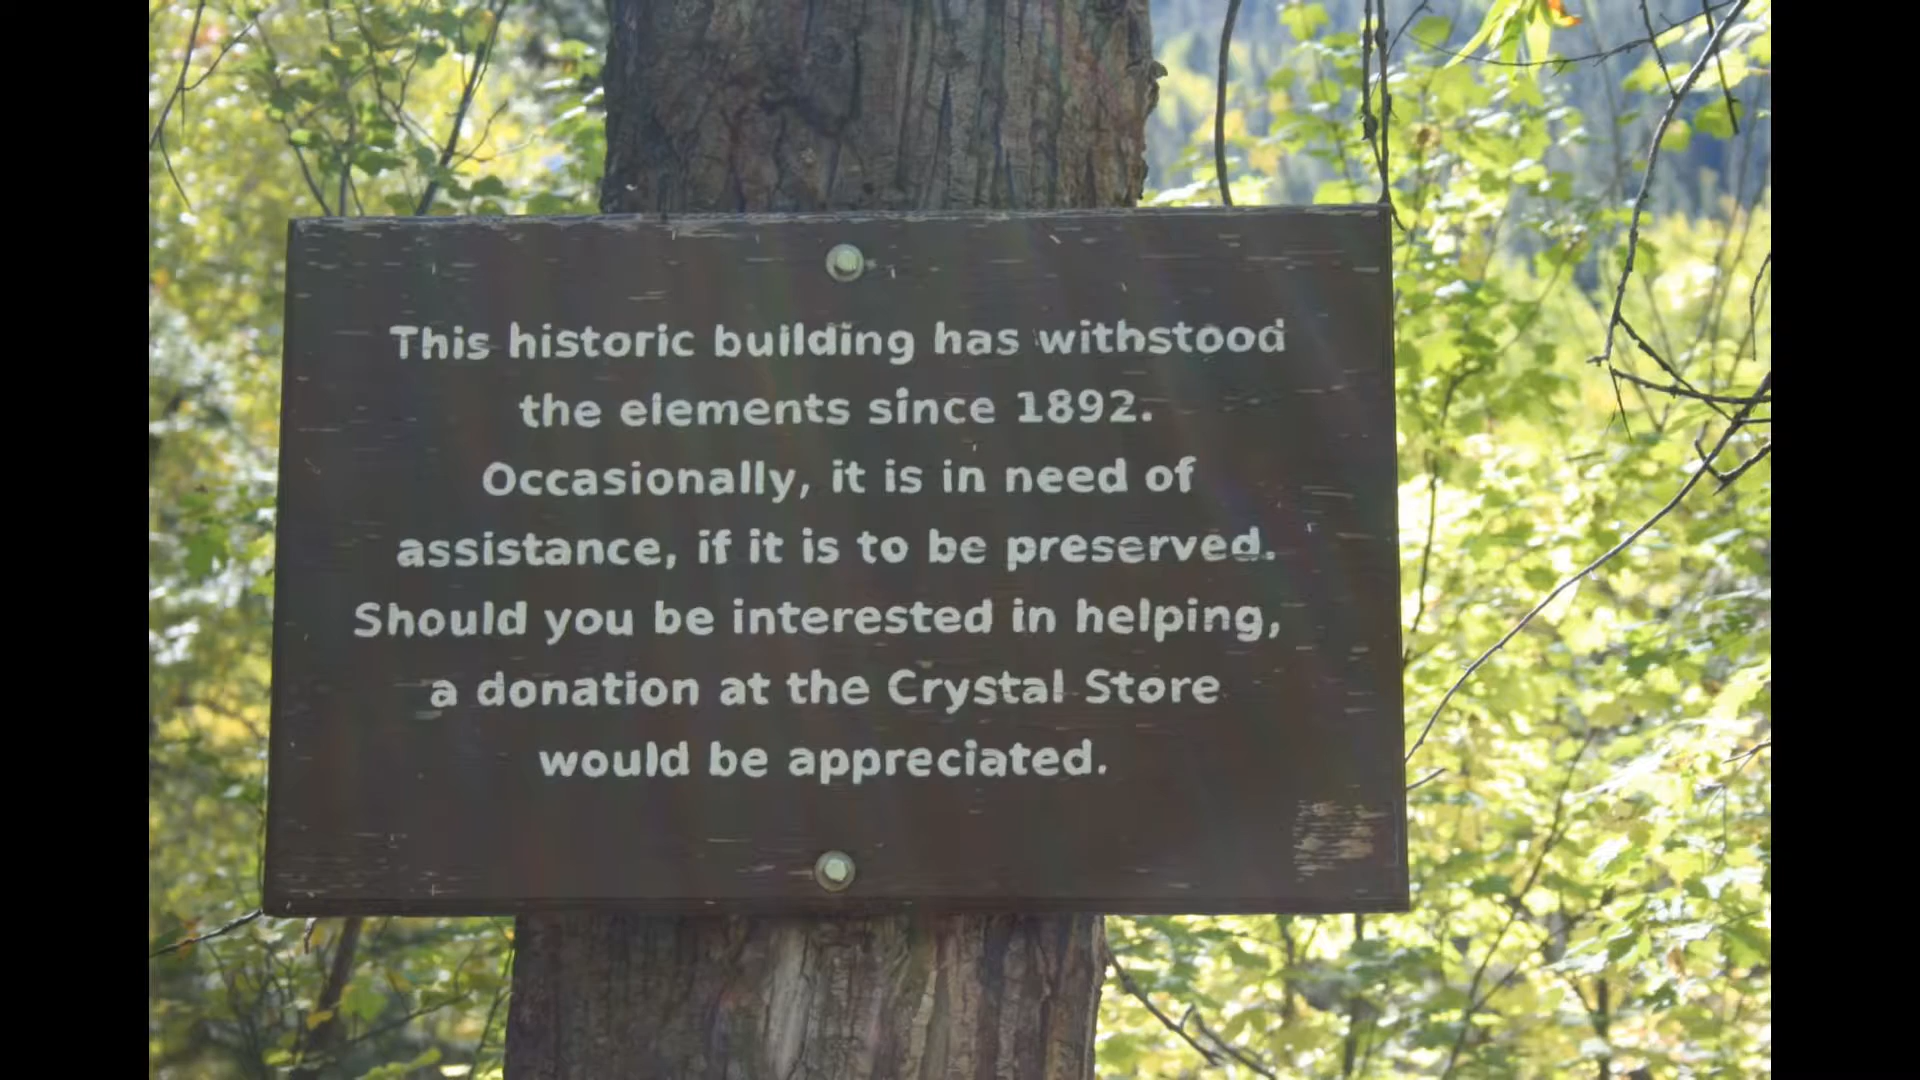 This historic building has withstood
the elements since 1892.
Occasionally, it is in need of
assistance, if it is to be preserved.
Should you be interested in helping,
a donation at the Crystal Store
would be appreciated.